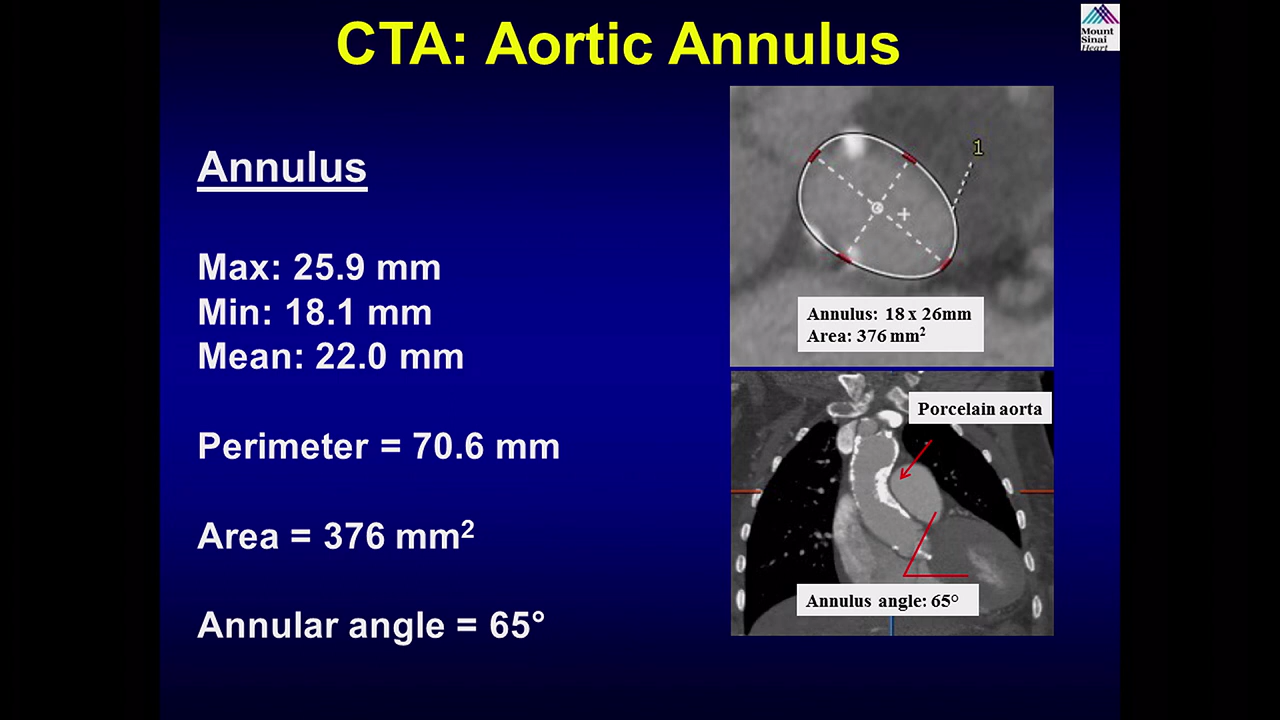 CTA: Aortic Annulus
Mount
Sinai
Heart
Annulus
Max: 25.9 mm
Min: 18.1 mm
Mean: 22.0 mm
Perimeter = 70.6 mm
Area = 376 mm²
Annular angle = 65°
1
Annulus: 18 x 26mm
Area: 376 mm²
Porcelain aorta
Annulus angle: 65°